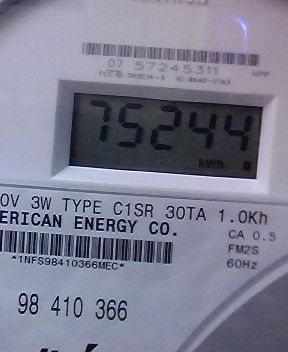 07 57245311
HPP
75244
kWh
0V 3W TYPE C1SR 30TA 1.0Kh
ERICAN ENERGY CO.
CA 0.5
FM2S
60Hz
*1NFS98410366MEC*
98 410 366